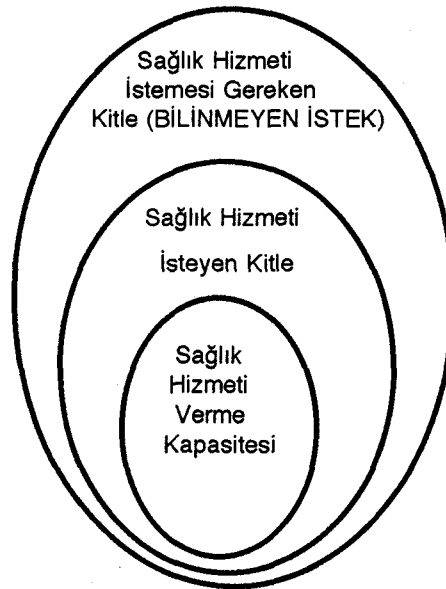 Sağlık Hizmeti
İstemesi Gereken
Kitle (BİLİNMEYEN İSTEK)
Sağlık Hizmeti
İsteyen Kitle
Sağlık
Hizmeti
Verme
Kapasitesi